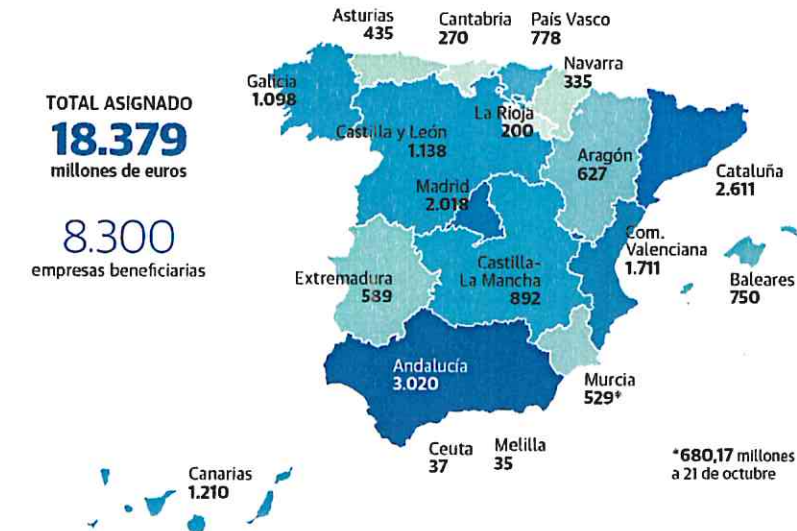 TOTAL ASIGNADO
18.379
millones de euros
8.300
empresas beneficiarias
Asturias
435
Cantabria
270
País Vasco
778
Navarra
335
Galicia
1.098
La Rioja
200
Castilla y León
1.138
Aragón
627
Cataluña
2.611
Madrid
2.018
Com.
Valenciana
1.711
Baleares
750
Extremadura
589
Castilla-
La Mancha
892
Andalucía
3.020
Murcia
529*
Ceuta
37
Melilla
35
Canarias
1.210
*680,17 millones
a 21 de octubre